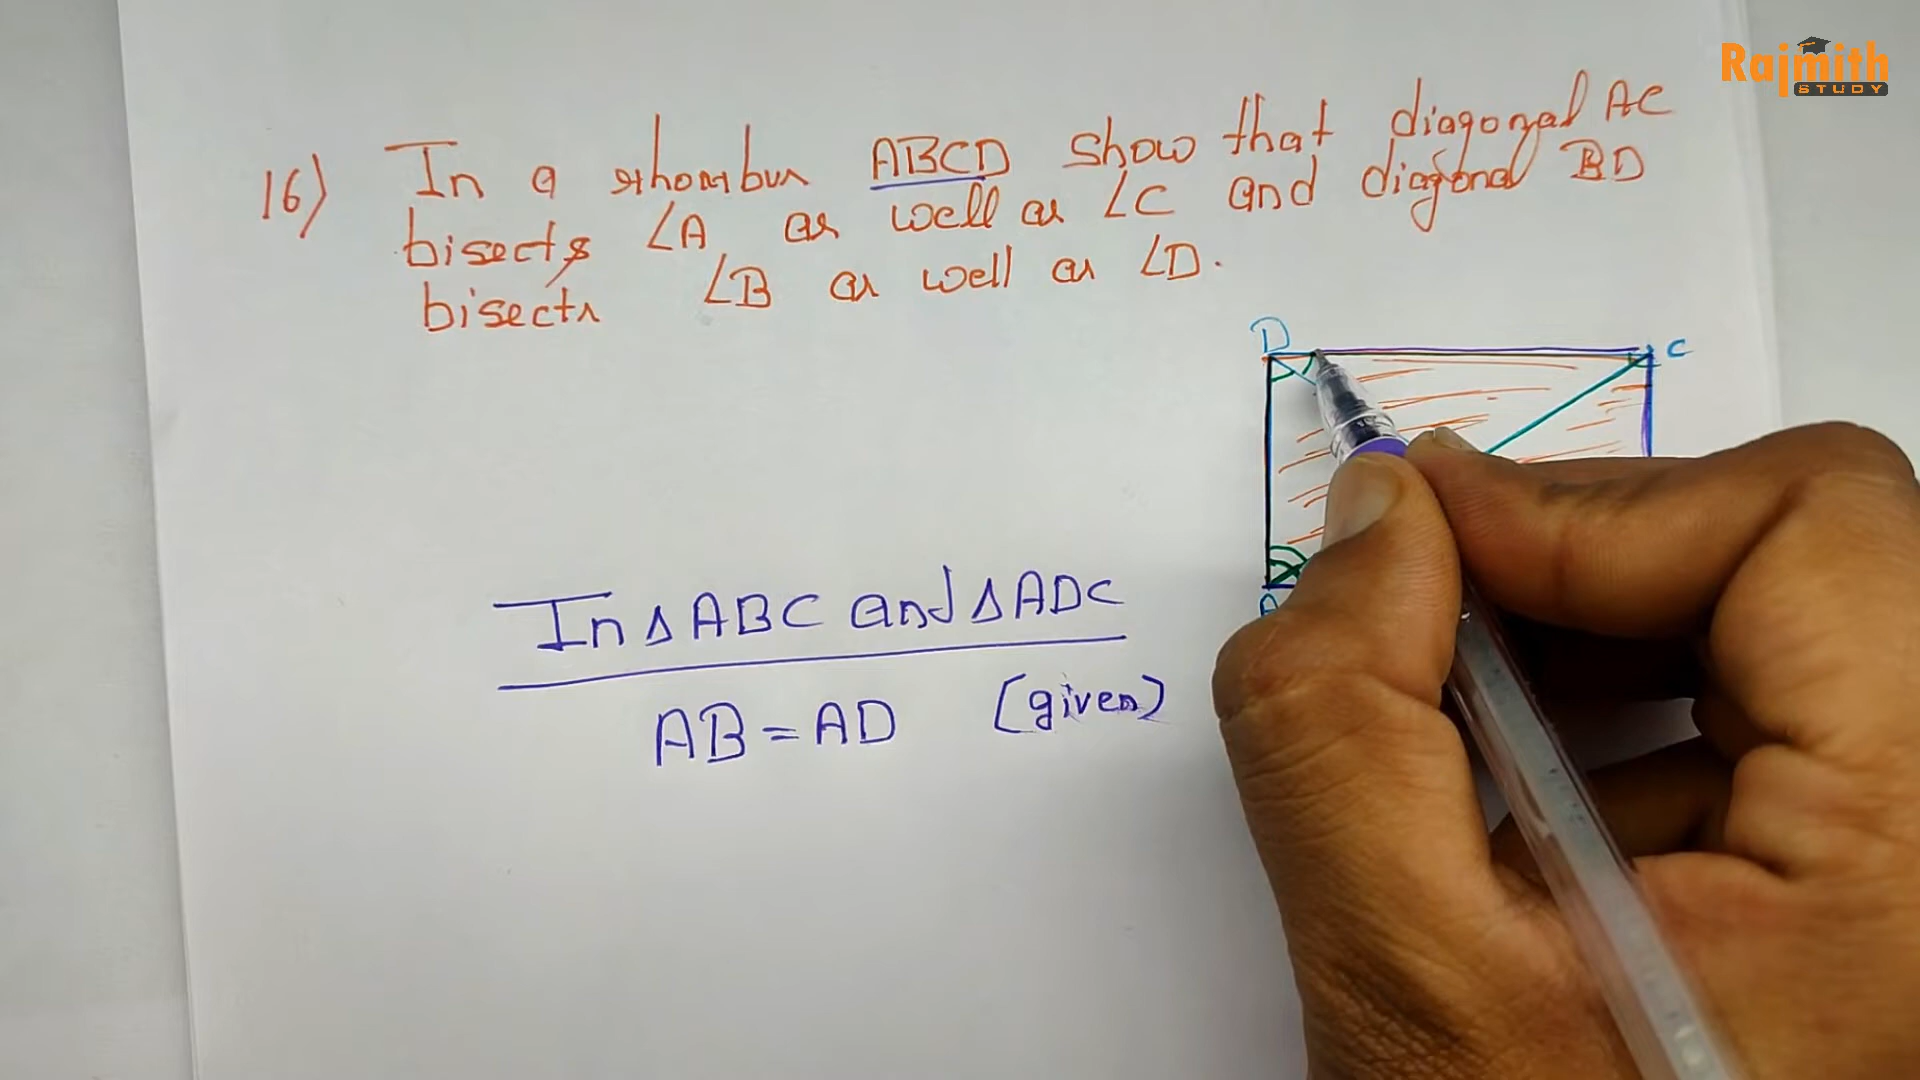 Rajmith
STUDY
16) In a rhombus ABCD show that diagonal AC
bisects ∠A as well as ∠C and diagonal BD
bisects ∠B as well as ∠D.
D
C
A
In Δ ABC and Δ ADC
AB = AD (given)